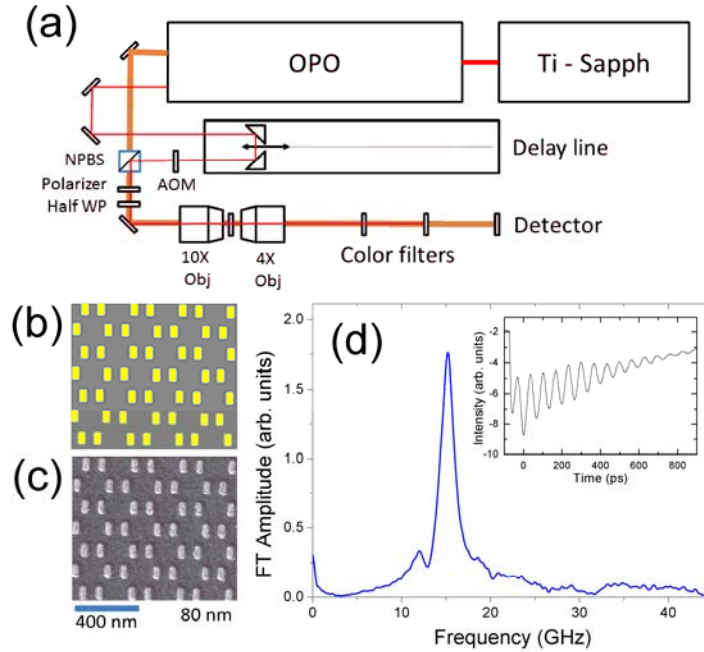 (a)
OPO
Ti - Sapph
NPBS
Delay line
Polarizer
AOM
Half WP
Detector
10X
Obj
4X
Obj
Color filters
(b)
(c)
400 nm
80 nm
(d)
FT Amplitude (arb. units)
2.0
1.5
1.0
0.5
0.0
0
10
20
30
40
Frequency (GHz)
Intensity (arb. units)
-2
-4
-6
-8
-10
0
200
400
600
800
Time (ps)